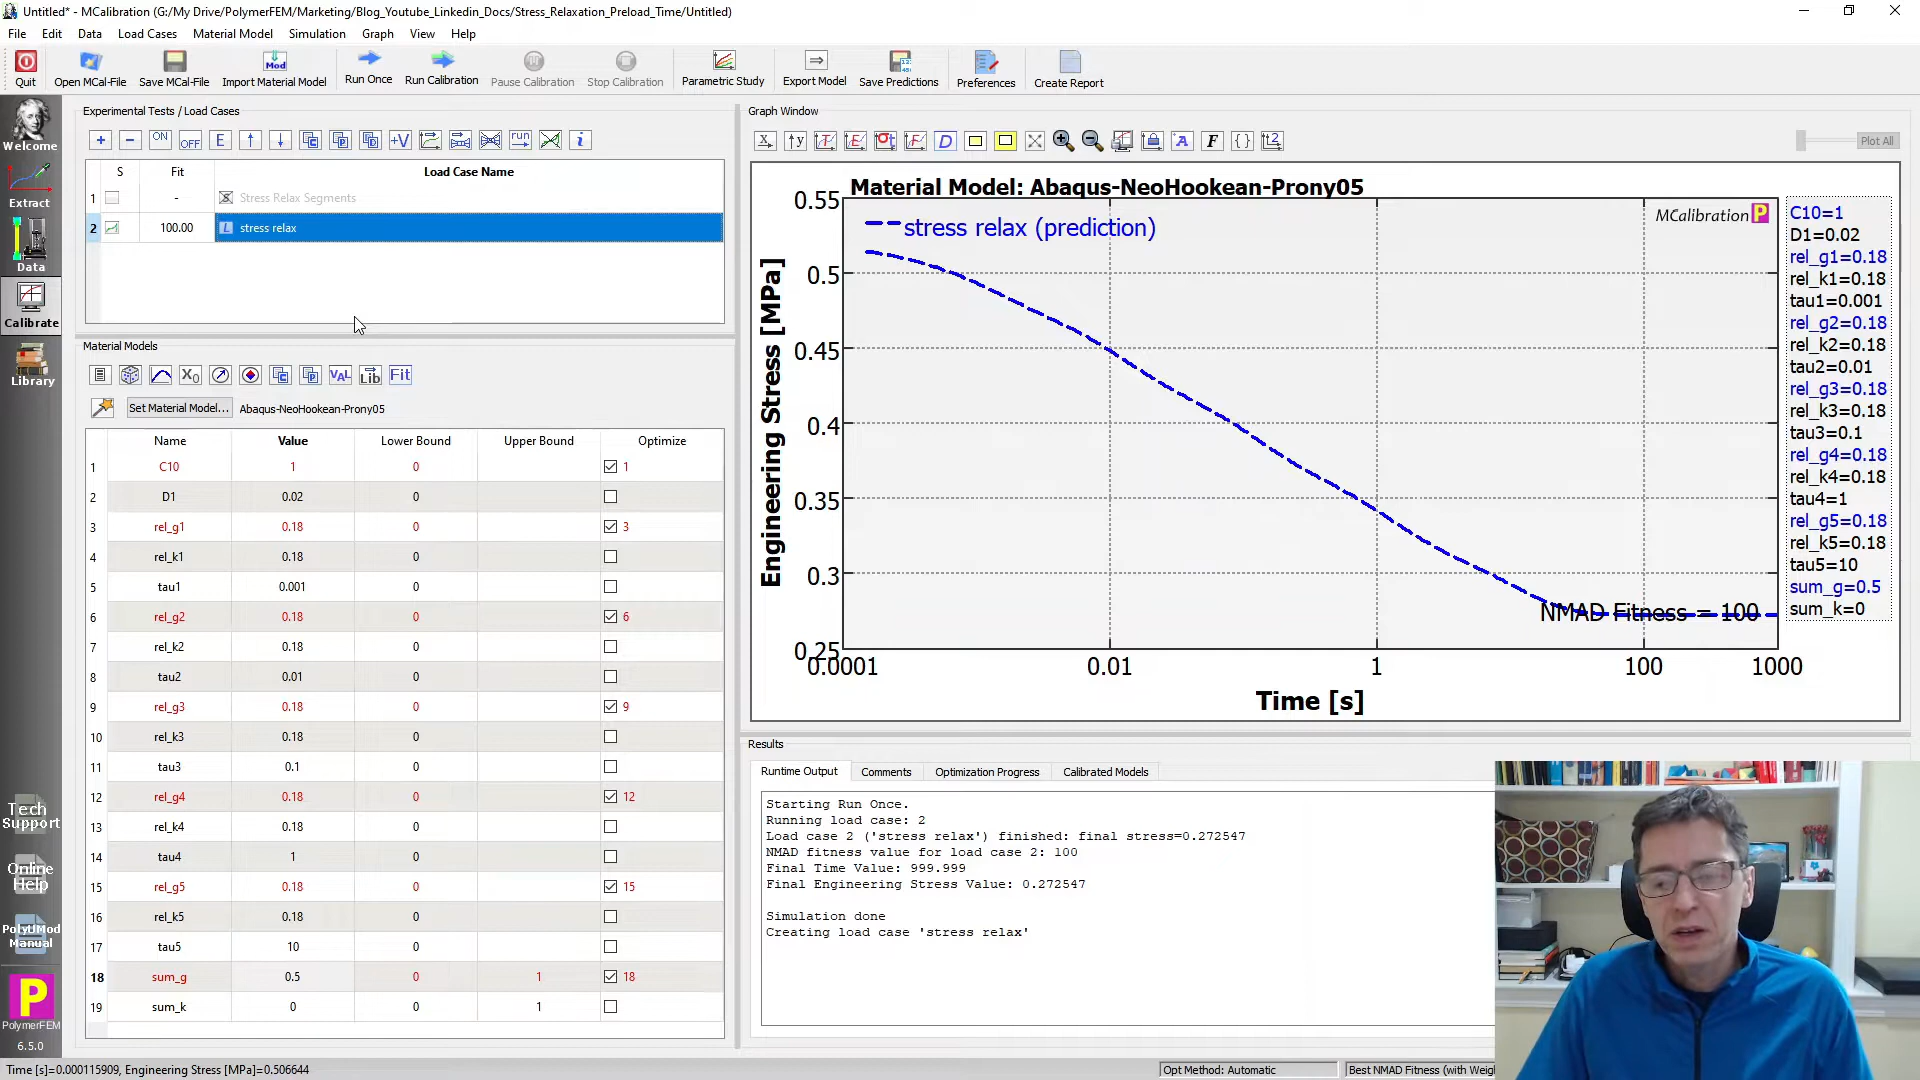 Untitled* - MCalibration (G:/My Drive/PolymerFEM/Marketing/Blog_Youtube_Linkedin_Docs/Stress_Relaxation_Preload_Time/Untitled)
File Edit Data Load Cases Material Model Simulation Graph View Help
Mod
Quit Open MCal-File Save MCal-File Import Material Model Run Once Run Calibration Pause Calibration Stop Calibration Parametric Study Export Model Save Predictions Preferences Create Report
Welcome
Extract
Data
Calibrate
Library
Tech
Support
Online
Help
PolyUMod
Manual
P
PolymerFEM
6.5.0
Experimental Tests / Load Cases
+ - ON OFF E +V run i
S Fit Load Case Name
1 - Stress Relax Segments
2 100.00 L stress relax
Material Models
X0 VAL Lib Fit
Set Material Model... Abaqus-NeoHookean-Prony05
Name Value Lower Bound Upper Bound Optimize
1 C10 1 0 1
2 D1 0.02 0
3 rel_g1 0.18 0 3
4 rel_k1 0.18 0
5 tau1 0.001 0
6 rel_g2 0.18 0 6
7 rel_k2 0.18 0
8 tau2 0.01 0
9 rel_g3 0.18 0 9
10 rel_k3 0.18 0
11 tau3 0.1 0
12 rel_g4 0.18 0 12
13 rel_k4 0.18 0
14 tau4 1 0
15 rel_g5 0.18 0 15
16 rel_k5 0.18 0
17 tau5 10 0
18 sum_g 0.5 0 1 18
19 sum_k 0 0 1
Graph Window
Plot All
Material Model: Abaqus-NeoHookean-Prony05
stress relax (prediction)
MCalibration P
Engineering Stress [MPa]
0.55
0.5
0.45
0.4
0.35
0.3
0.25
NMAD Fitness = 100
0.0001 0.01 1 100 1000
Time [s]
C10=1
D1=0.02
rel_g1=0.18
rel_k1=0.18
tau1=0.001
rel_g2=0.18
rel_k2=0.18
tau2=0.01
rel_g3=0.18
rel_k3=0.18
tau3=0.1
rel_g4=0.18
rel_k4=0.18
tau4=1
rel_g5=0.18
rel_k5=0.18
tau5=10
sum_g=0.5
sum_k=0
Results
Runtime Output Comments Optimization Progress Calibrated Models
Starting Run Once.
Running load case: 2
Load case 2 ('stress relax') finished: final stress=0.272547
NMAD fitness value for load case 2: 100
Final Time Value: 999.999
Final Engineering Stress Value: 0.272547
Simulation done
Creating load case 'stress relax'
Time [s]=0.000115909, Engineering Stress [MPa]=0.506644
Opt Method: Automatic
Best NMAD Fitness (with Weig